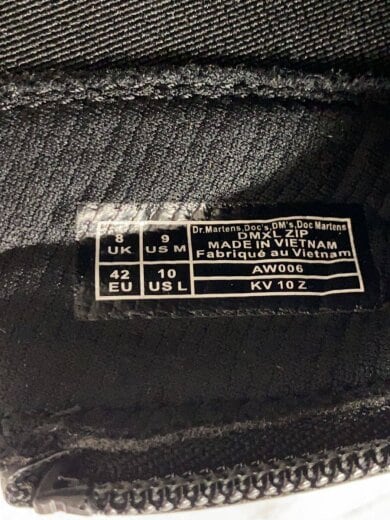 8 UK
9 US M
42 EU
10 US L
Dr.Martens,Doc's,DM's,Doc Martens
DMXL ZIP
MADE IN VIETNAM
Fabriqué au Vietnam
AW006
KV 10 Z